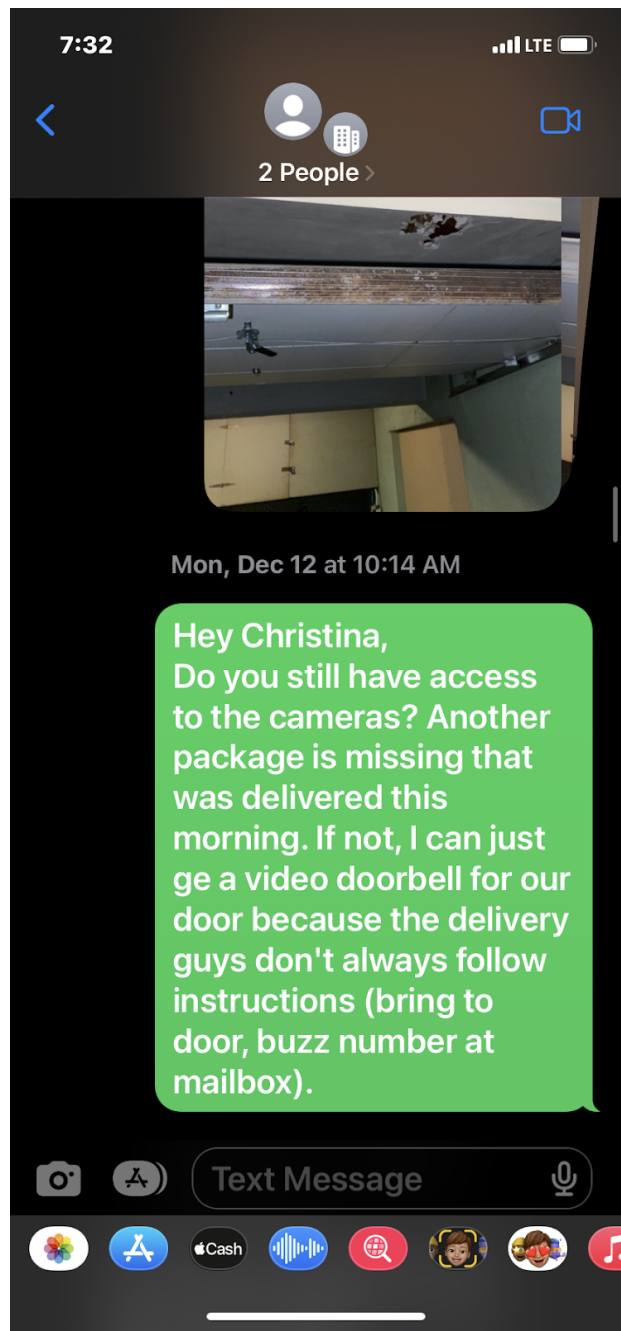 7:32
LTE
2 People
Mon, Dec 12 at 10:14 AM
Hey Christina,
Do you still have access
to the cameras? Another
package is missing that
was delivered this
morning. If not, I can just
ge a video doorbell for our
door because the delivery
guys don't always follow
instructions (bring to
door, buzz number at
mailbox).
Text Message
Cash